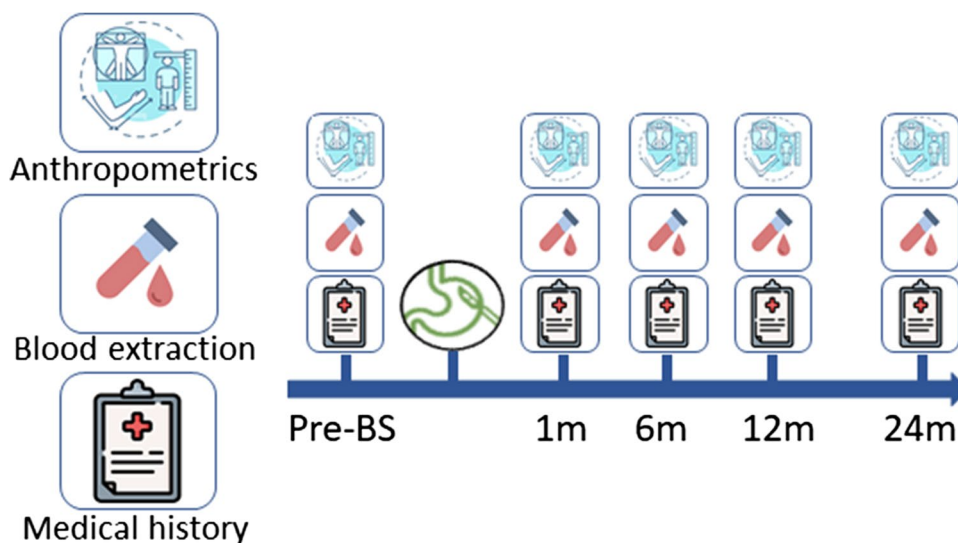 Anthropometrics
Blood extraction
Medical history
Pre-BS
1m
6m
12m
24m